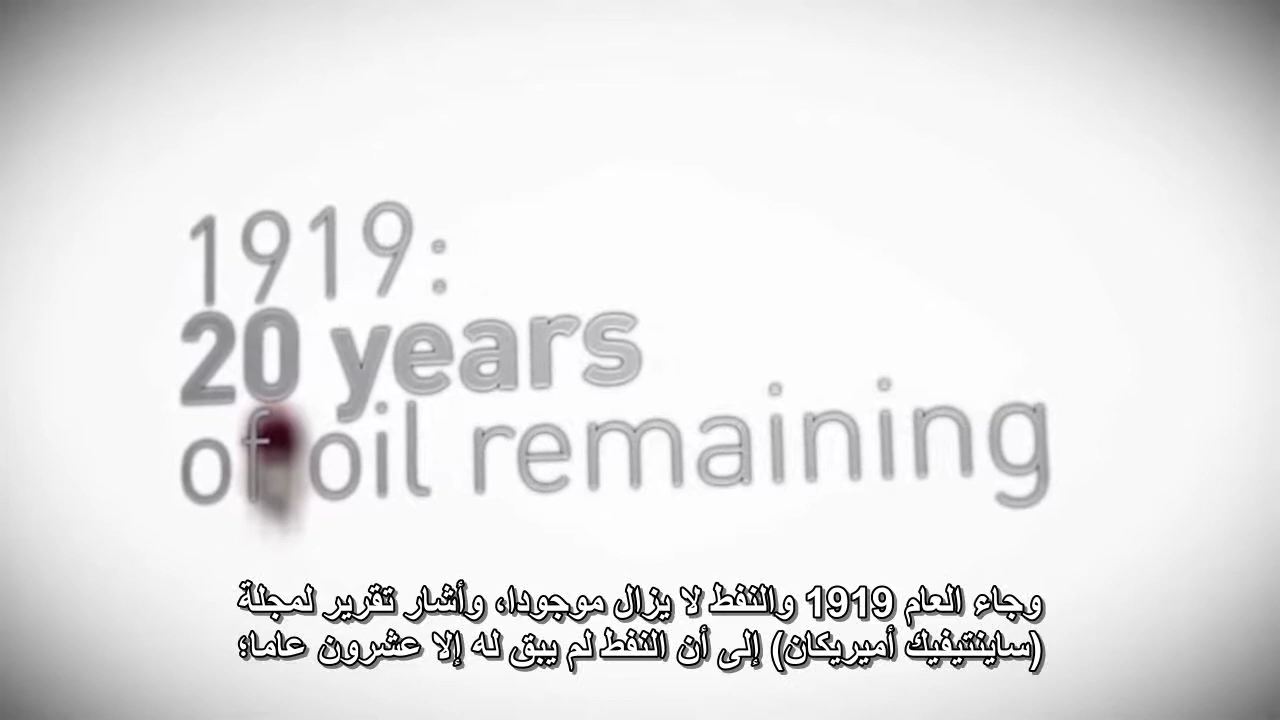 1919:
20 years
of oil remaining
وجاء العام 1919 والنفط لا يزال موجودا، وأشار تقرير لمجلة
(ساينتيفيك أميريكان) إلى أن النفط لم يبق له إلا عشرون عاما؛